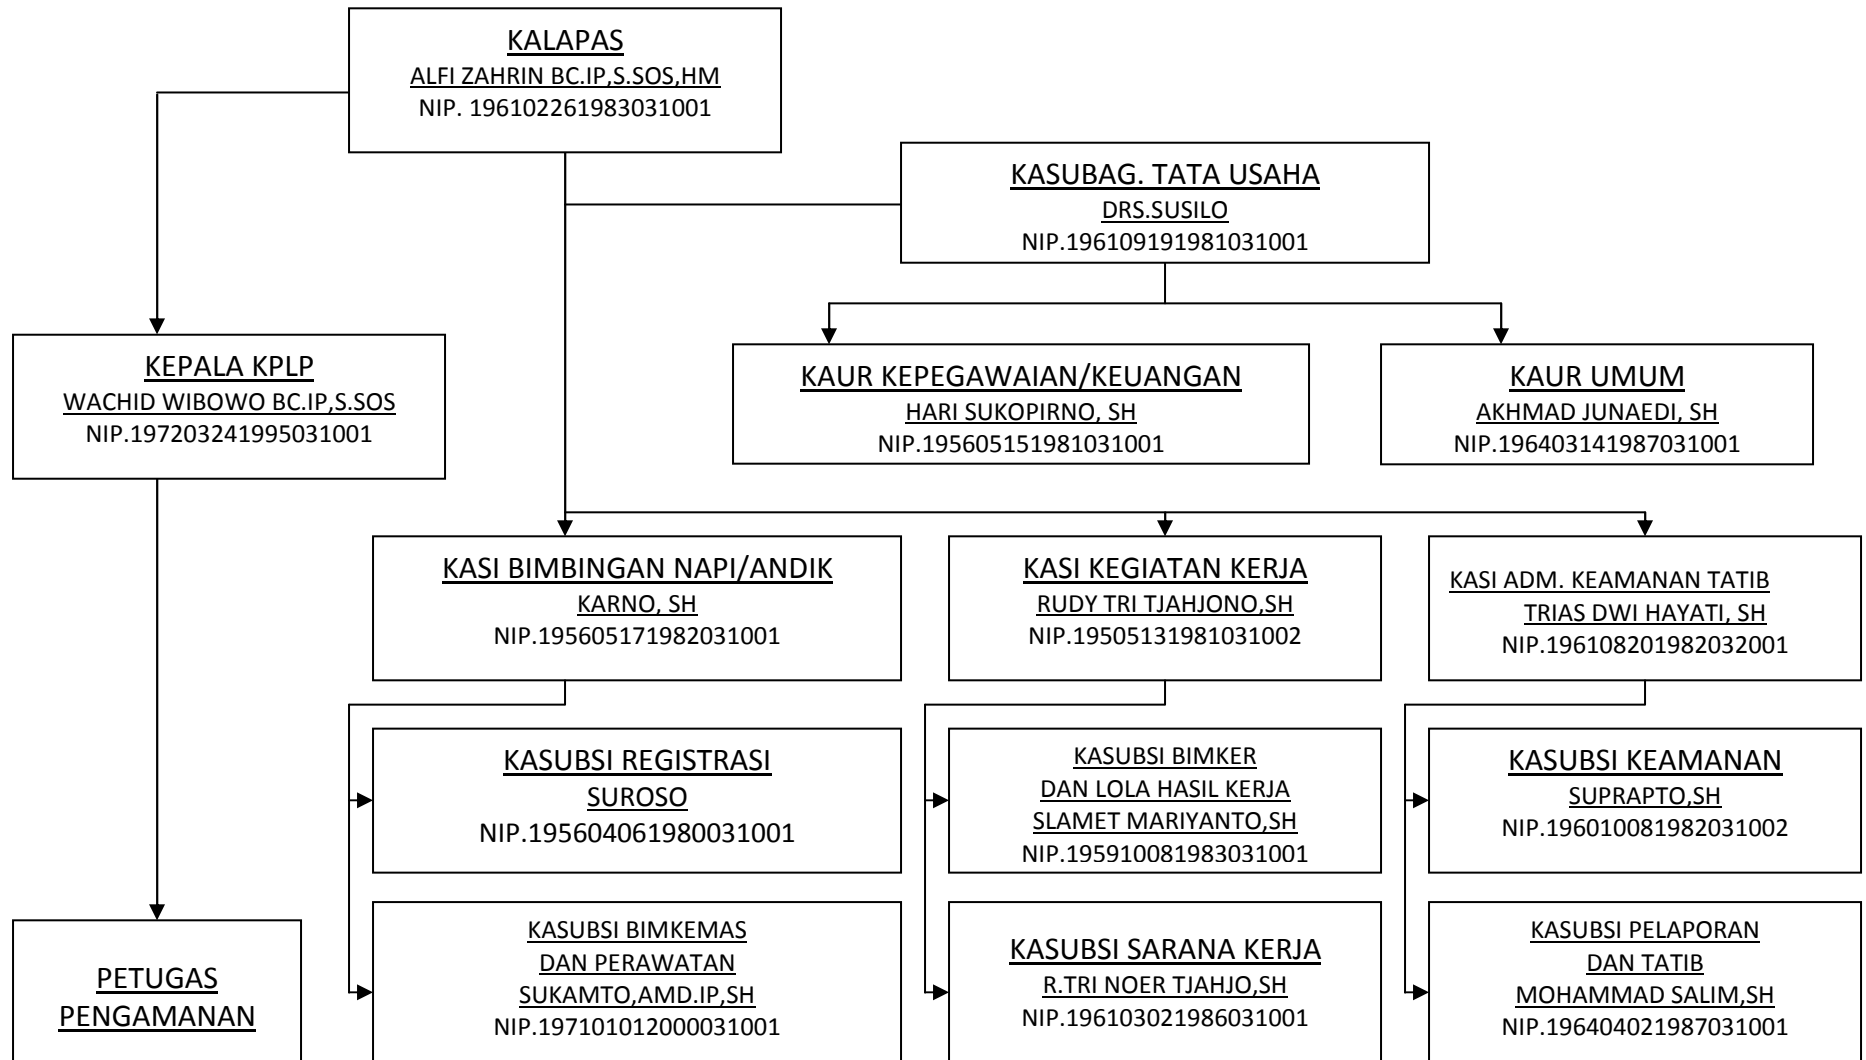 KALAPAS
ALFI ZAHRIN BC.IP,S.SOS,HM
NIP. 196102261983031001
KASUBAG. TATA USAHA
DRS.SUSILO
NIP.196109191981031001
KEPALA KPLP
WACHID WIBOWO BC.IP,S.SOS
NIP.197203241995031001
KAUR KEPEGAWAIAN/KEUANGAN
HARI SUKOPIRNO, SH
NIP.195605151981031001
KAUR UMUM
AKHMAD JUNAEDI, SH
NIP.196403141987031001
KASI BIMBINGAN NAPI/ANDIK
KARNO, SH
NIP.195605171982031001
KASI KEGIATAN KERJA
RUDY TRI TJAHJONO,SH
NIP.19505131981031002
KASI ADM. KEAMANAN TATIB
TRIAS DWI HAYATI, SH
NIP.196108201982032001
KASUBSI REGISTRASI
SUROSO
NIP.195604061980031001
KASUBSI BIMKER
DAN LOLA HASIL KERJA
SLAMET MARIYANTO,SH
NIP.195910081983031001
KASUBSI KEAMANAN
SUPRAPTO,SH
NIP.196010081982031002
PETUGAS
PENGAMANAN
KASUBSI BIMKEMAS
DAN PERAWATAN
SUKAMTO,AMD.IP,SH
NIP.197101012000031001
KASUBSI SARANA KERJA
R.TRI NOER TJAHJO,SH
NIP.196103021986031001
KASUBSI PELAPORAN
DAN TATIB
MOHAMMAD SALIM,SH
NIP.196404021987031001